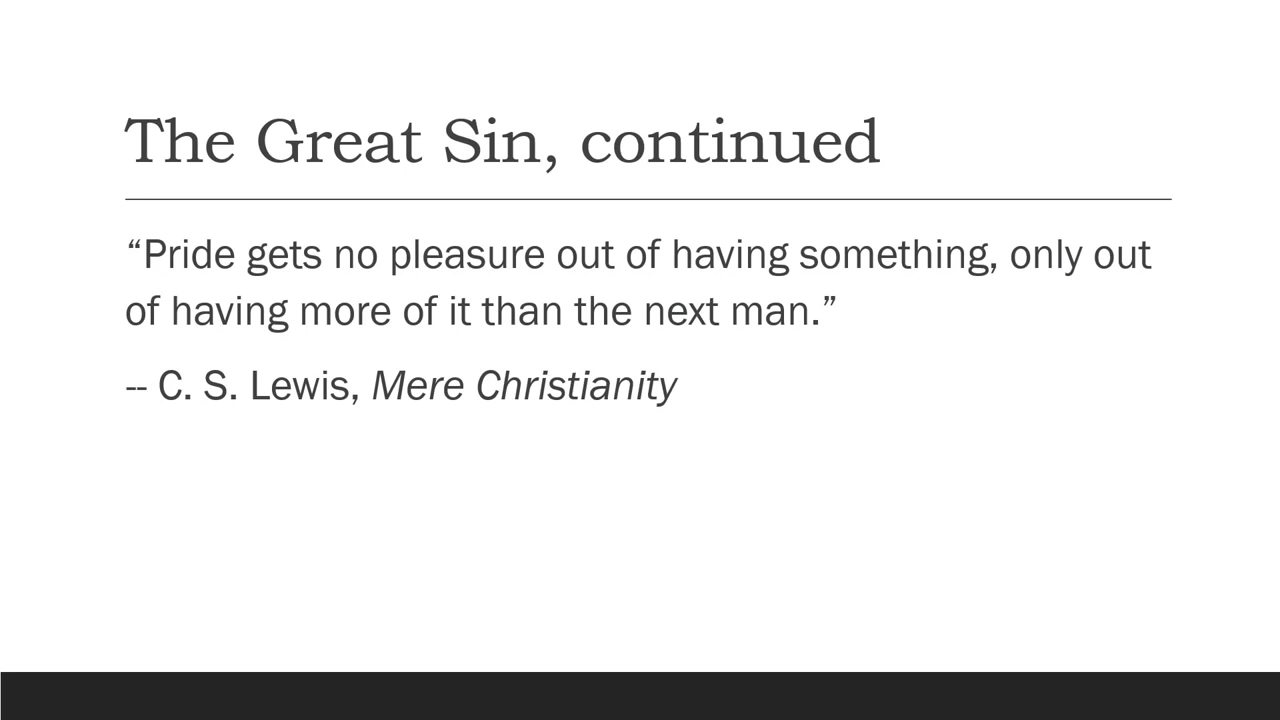 The Great Sin, continued
“Pride gets no pleasure out of having something, only out
of having more of it than the next man.”
-- C. S. Lewis, Mere Christianity